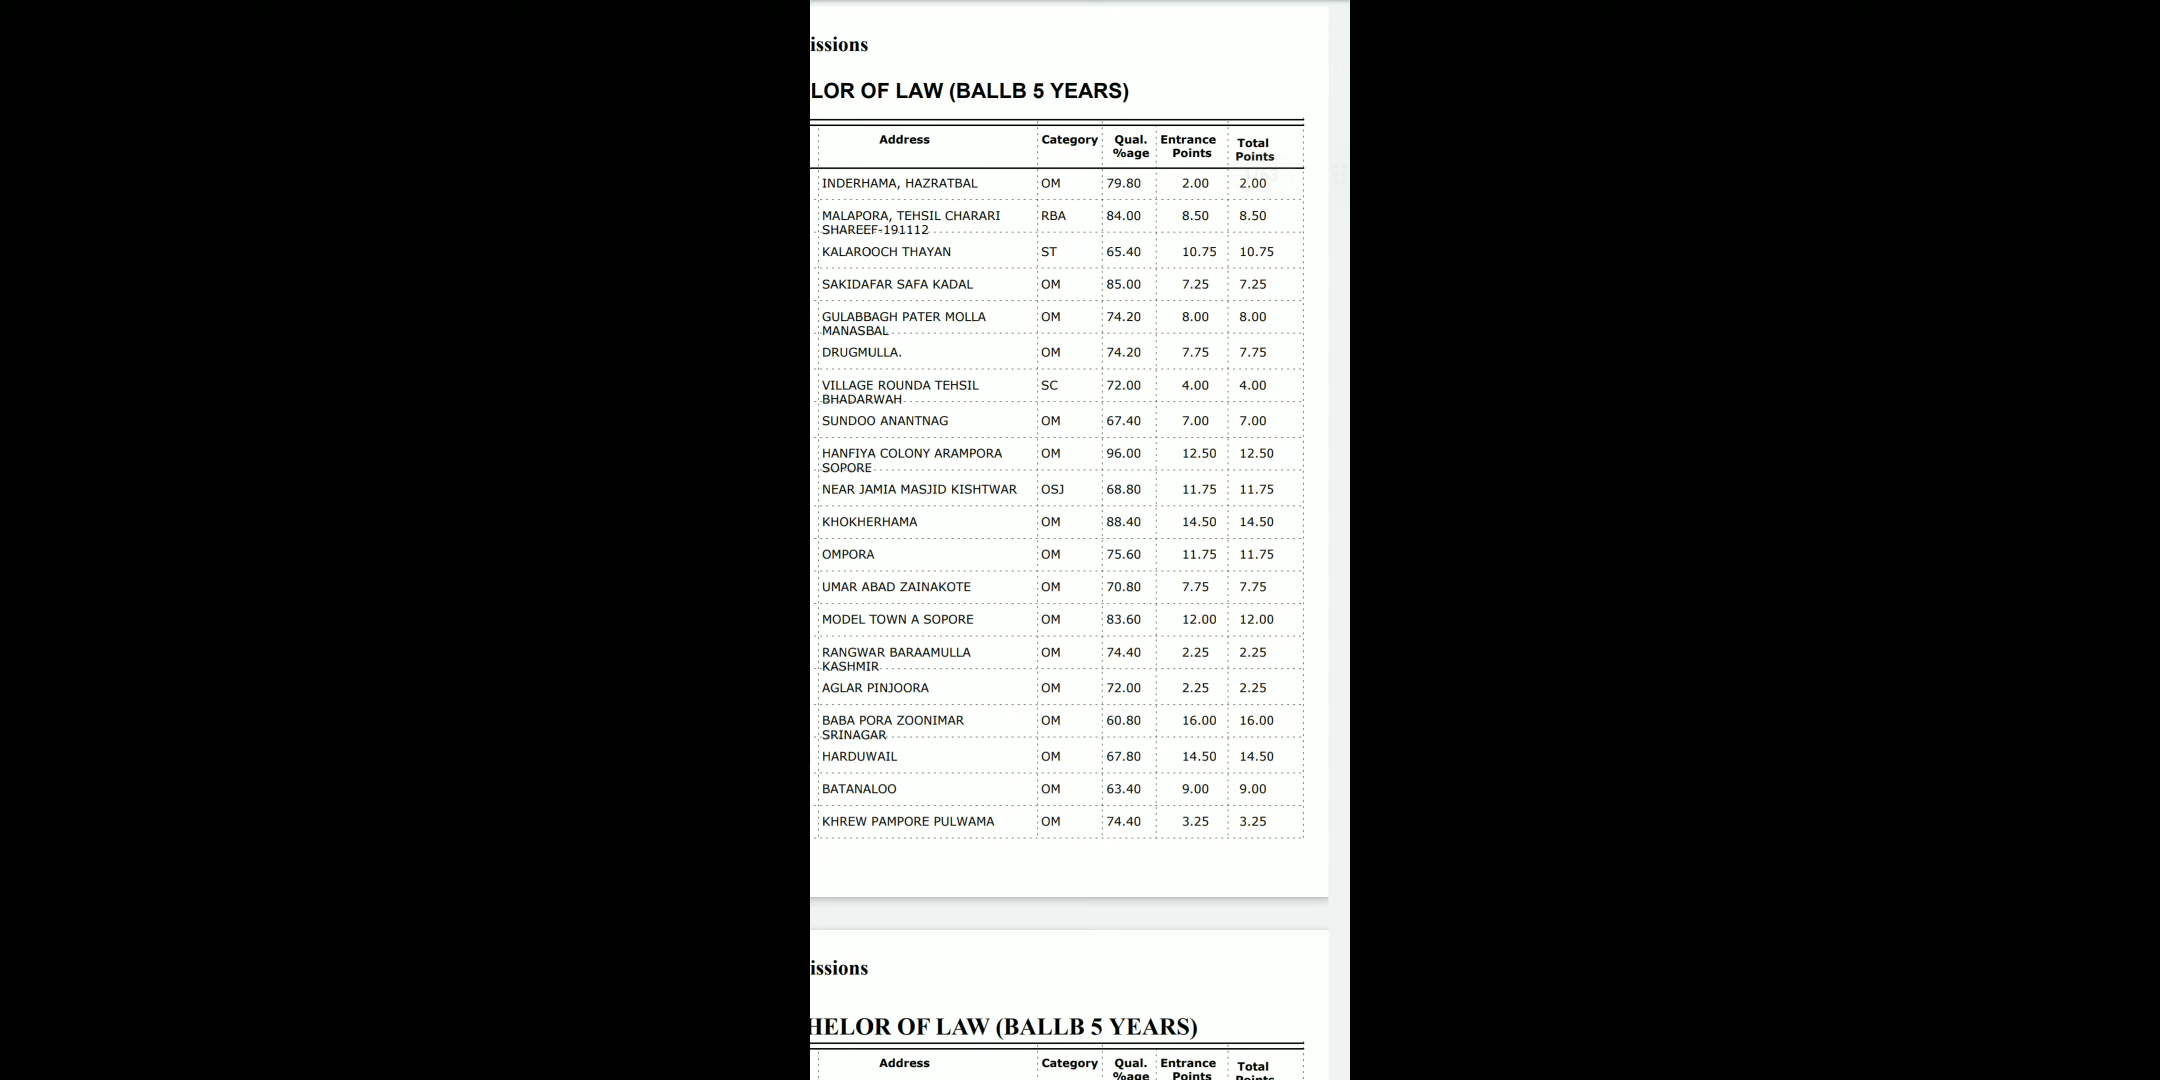 issions
LOR OF LAW (BALLB 5 YEARS)
Address Category Qual. Entrance Total
%age Points Points
INDERHAMA, HAZRATBAL OM 79.80 2.00 2.00
MALAPORA, TEHSIL CHARARI RBA 84.00 8.50 8.50
SHAREEF-191112
KALAROOCH THAYAN ST 65.40 10.75 10.75
SAKIDAFAR SAFA KADAL OM 85.00 7.25 7.25
GULABBAGH PATER MOLLA OM 74.20 8.00 8.00
MANASBAL
DRUGMULLA. OM 74.20 7.75 7.75
VILLAGE ROUNDA TEHSIL SC 72.00 4.00 4.00
BHADARWAH
SUNDOO ANANTNAG OM 67.40 7.00 7.00
HANFIYA COLONY ARAMPORA OM 96.00 12.50 12.50
SOPORE
NEAR JAMIA MASJID KISHTWAR OSJ 68.80 11.75 11.75
KHOKHERHAMA OM 88.40 14.50 14.50
OMPORA OM 75.60 11.75 11.75
UMAR ABAD ZAINAKOTE OM 70.80 7.75 7.75
MODEL TOWN A SOPORE OM 83.60 12.00 12.00
RANGWAR BARAAMULLA OM 74.40 2.25 2.25
KASHMIR
AGLAR PINJOORA OM 72.00 2.25 2.25
BABA PORA ZOONIMAR OM 60.80 16.00 16.00
SRINAGAR
HARDUWAIL OM 67.80 14.50 14.50
BATANALOO OM 63.40 9.00 9.00
KHREW PAMPORE PULWAMA OM 74.40 3.25 3.25
issions
HELOR OF LAW (BALLB 5 YEARS)
Address Category Qual. Entrance Total
%age Points Points